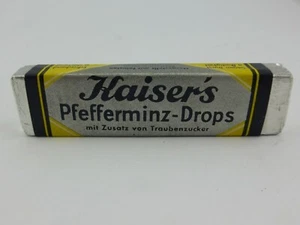 Kaiser's
Pfefferminz-Drops
mit Zusatz von Traubenzucker